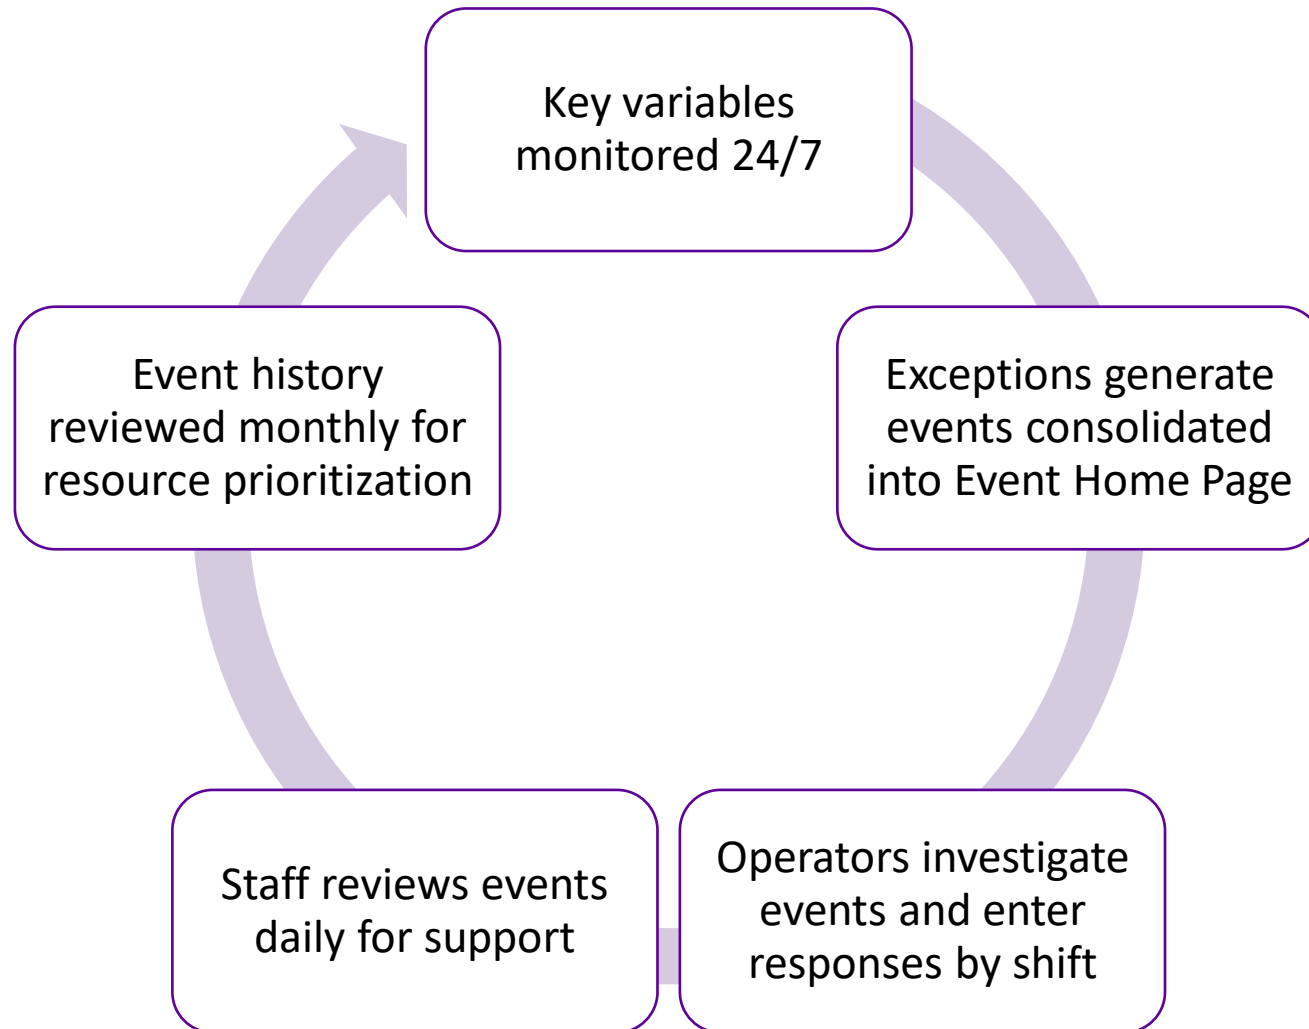 Key variables
monitored 24/7
Exceptions generate
events consolidated
into Event Home Page
Operators investigate
events and enter
responses by shift
Staff reviews events
daily for support
Event history
reviewed monthly for
resource prioritization